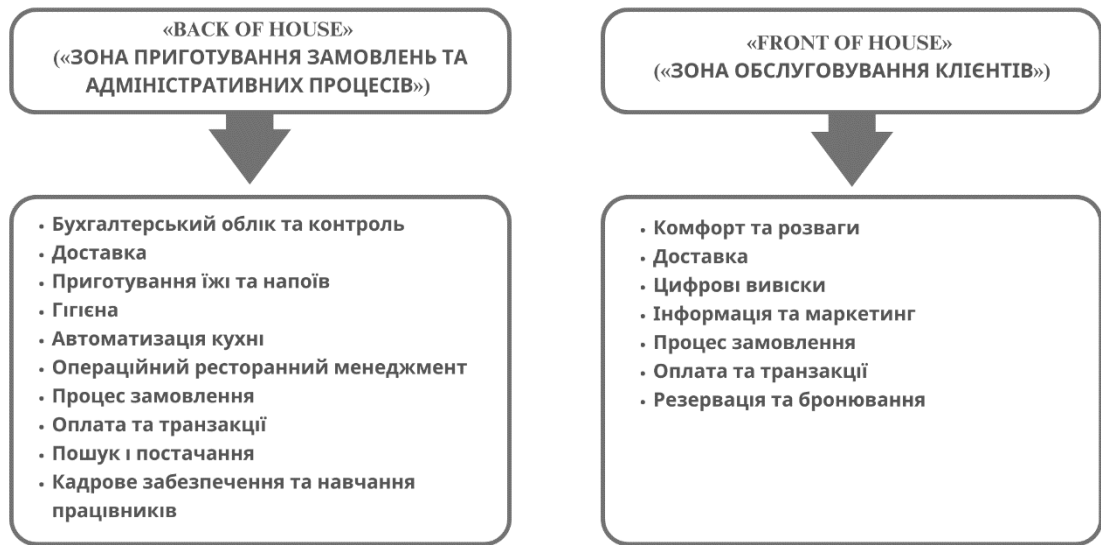 «BACK OF HOUSE»
(«ЗОНА ПРИГОТУВАННЯ ЗАМОВЛЕНЬ ТА
АДМІНІСТРАТИВНИХ ПРОЦЕСІВ»)
• Бухгалтерський облік та контроль
• Доставка
• Приготування їжі та напоїв
• Гігієна
• Автоматизація кухні
• Операційний ресторанний менеджмент
• Процес замовлення
• Оплата та транзакції
• Пошук і постачання
• Кадрове забезпечення та навчання
працівників
«FRONT OF HOUSE»
(«ЗОНА ОБСЛУГОВУВАННЯ КЛІЄНТІВ»)
• Комфорт та розваги
• Доставка
• Цифрові вивіски
• Інформація та маркетинг
• Процес замовлення
• Оплата та транзакції
• Резервація та бронювання